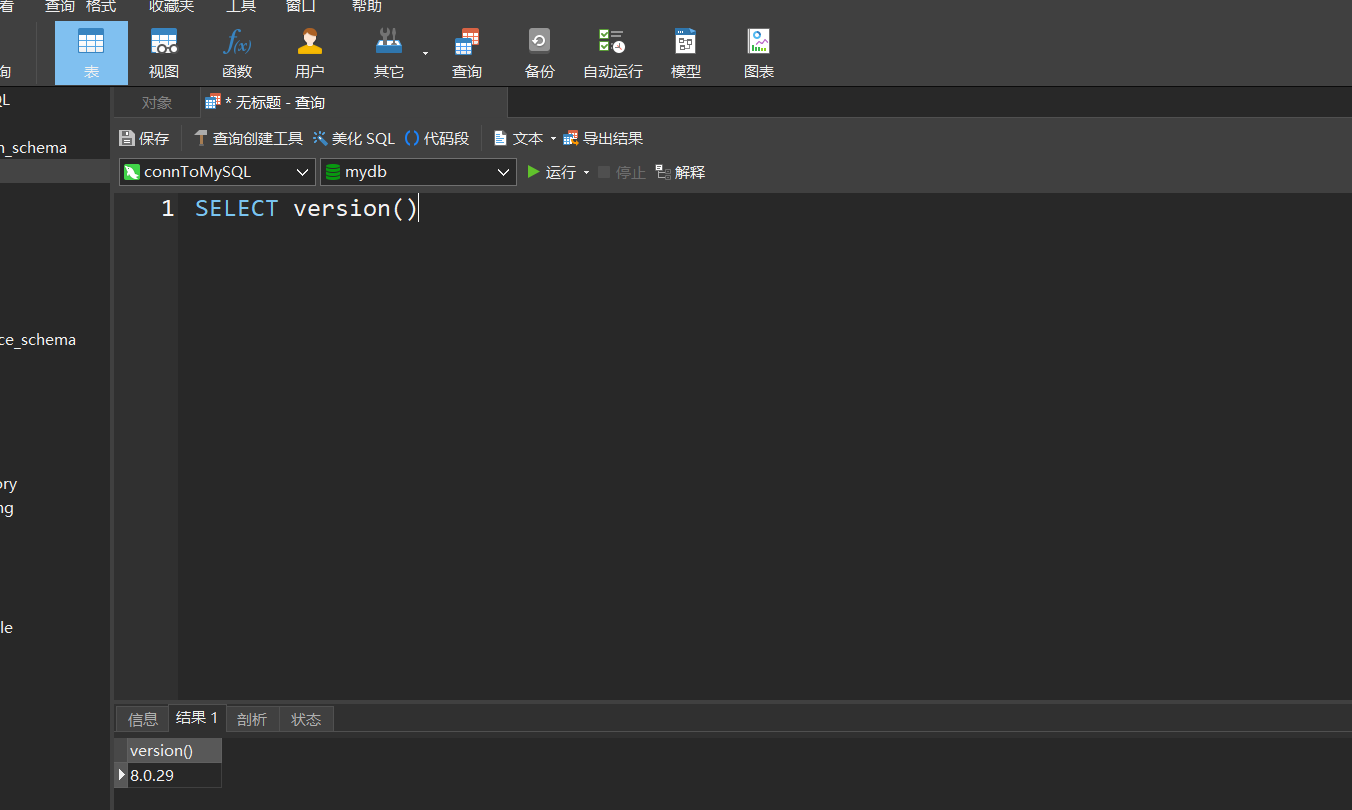 看 查询 格式 收藏夹 工具 窗口 帮助
询 表 视图 函数 用户 其它 查询 备份 自动运行 模型 图表
QL
n_schema
ce_schema
ory
ng
le
对象 * 无标题 - 查询
保存 查询创建工具 美化 SQL 代码段 文本 导出结果
connToMySQL mydb 运行 停止 解释
1 SELECT version()
信息 结果 1 剖析 状态
version()
8.0.29